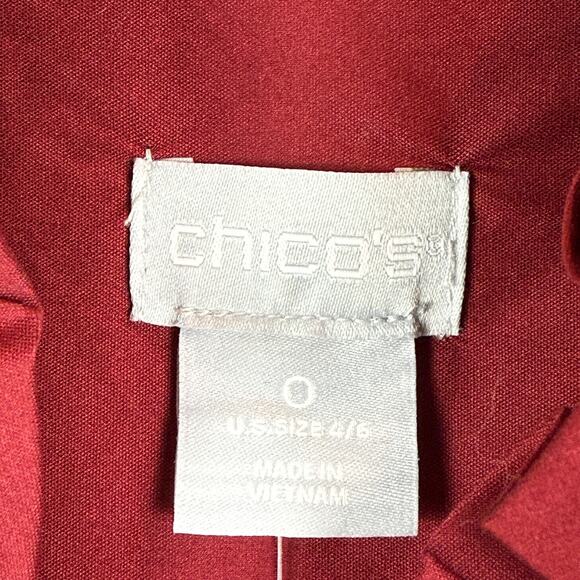 chico's®
0
U.S. SIZE 4/6
MADE IN
VIETNAM